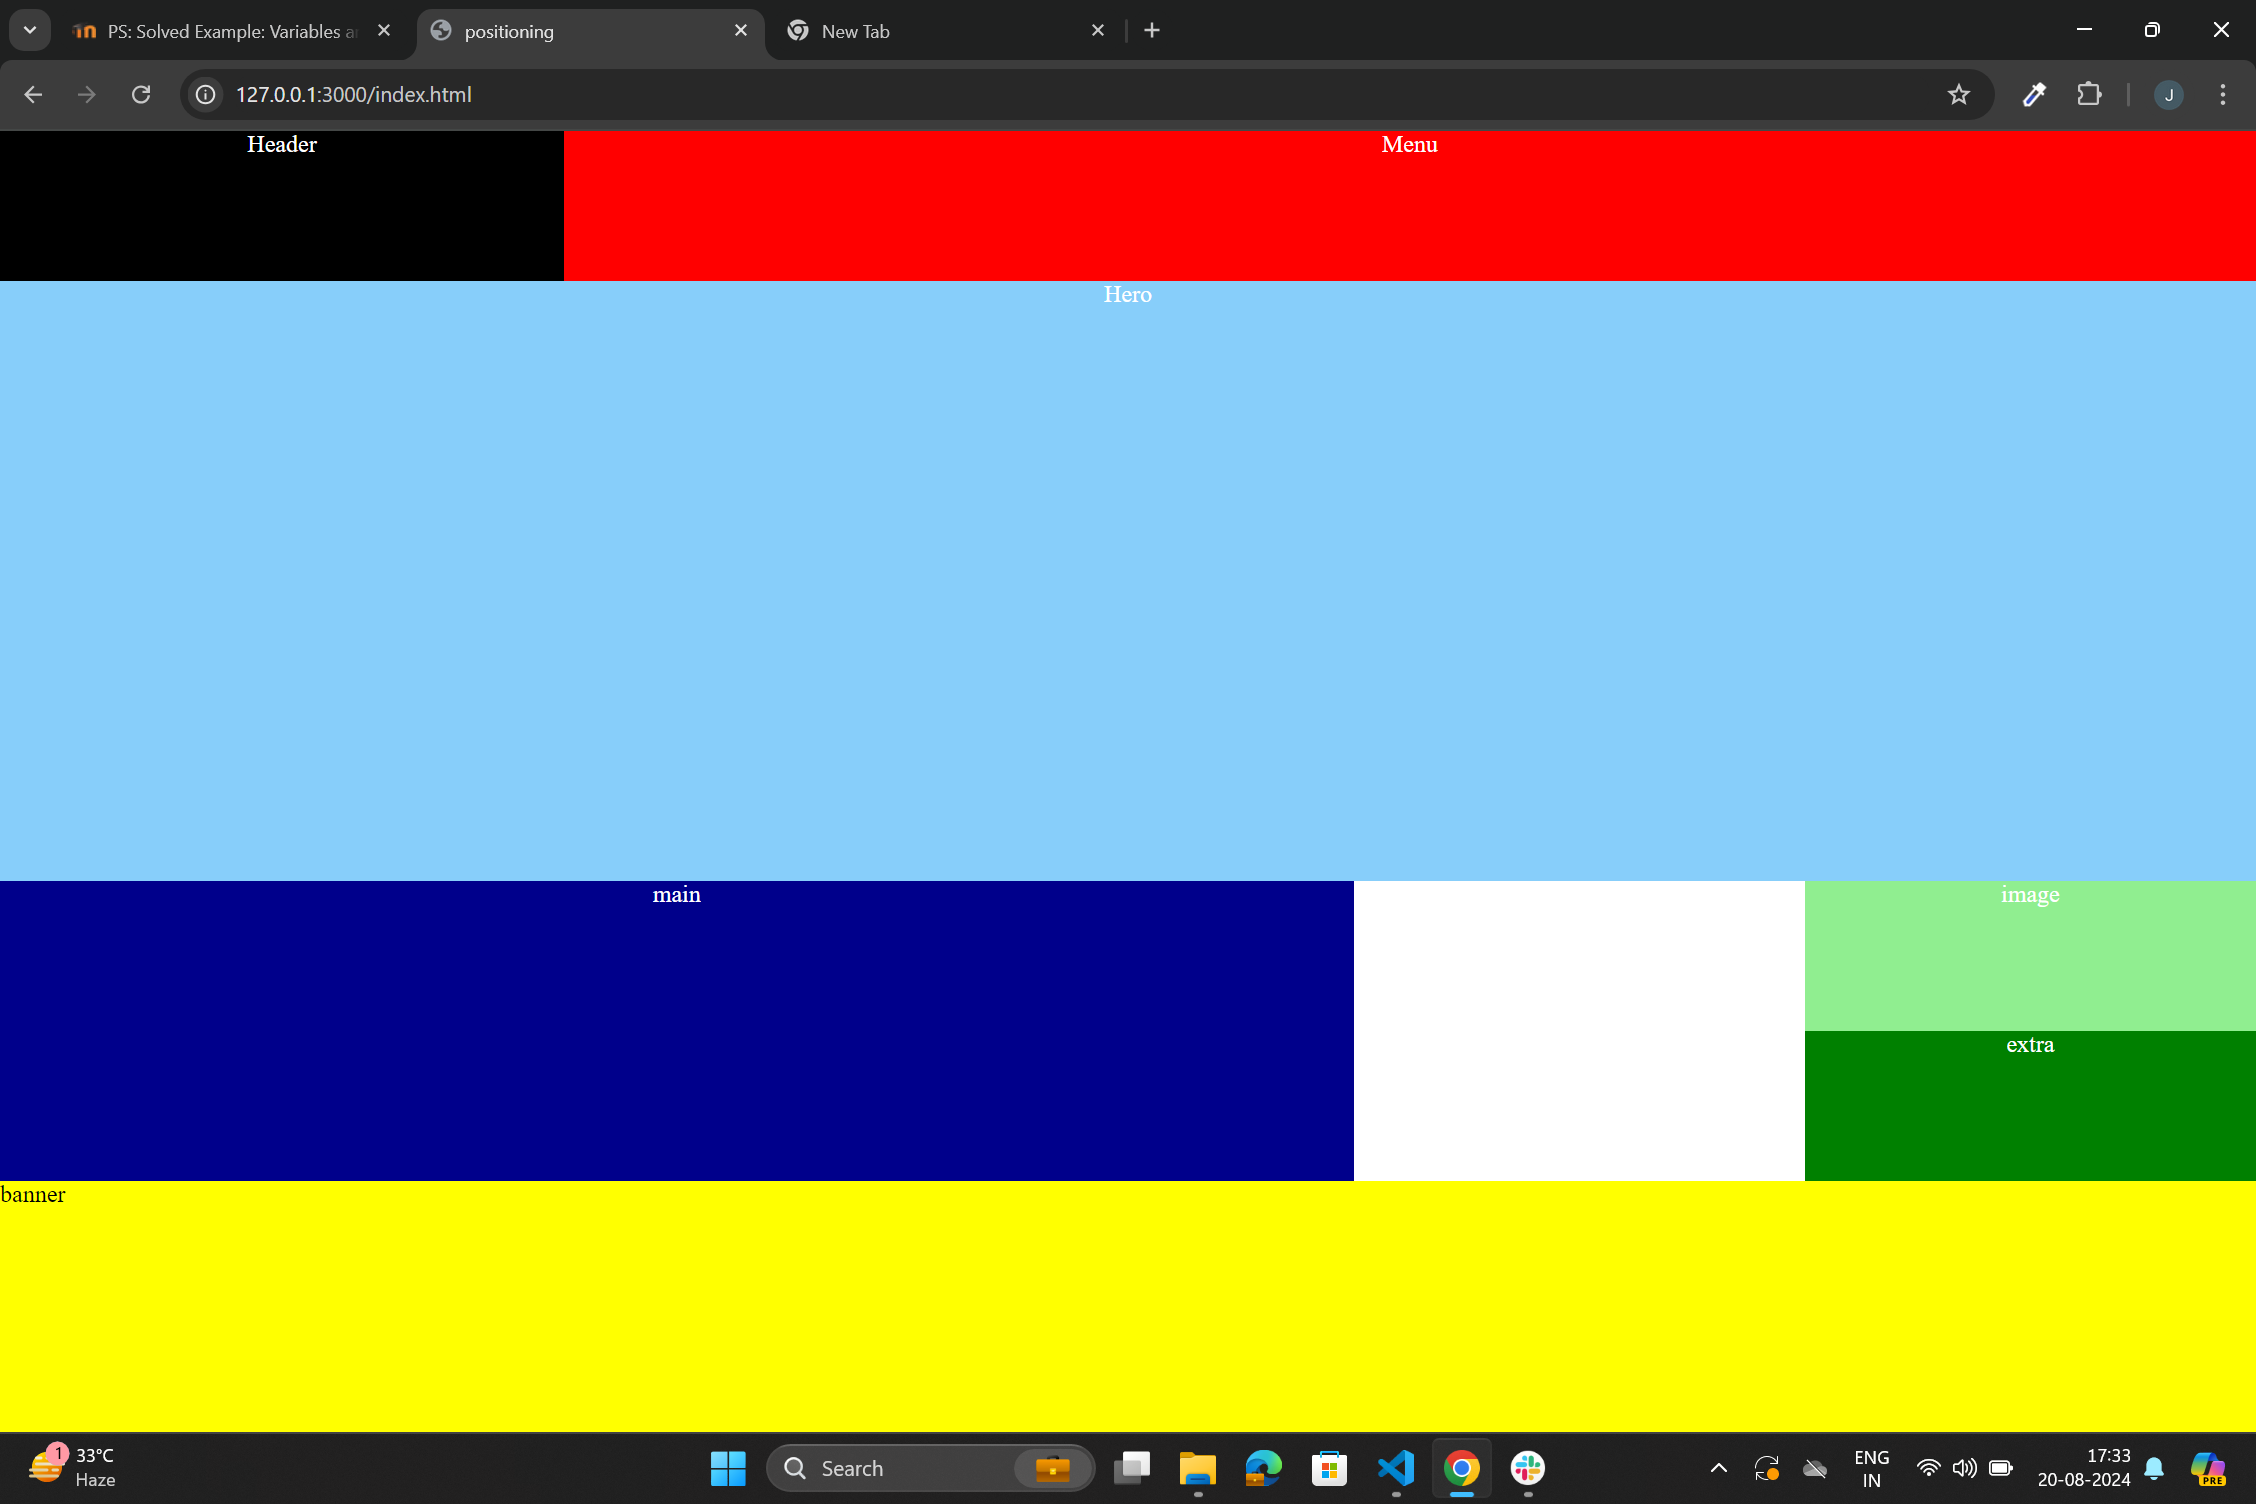 PS: Solved Example: Variables a
positioning
New Tab
127.0.0.1:3000/index.html
J
Header
Menu
Hero
main
image
extra
banner
1
33°C
Haze
Search
ENG
IN
17:33
20-08-2024
PRE